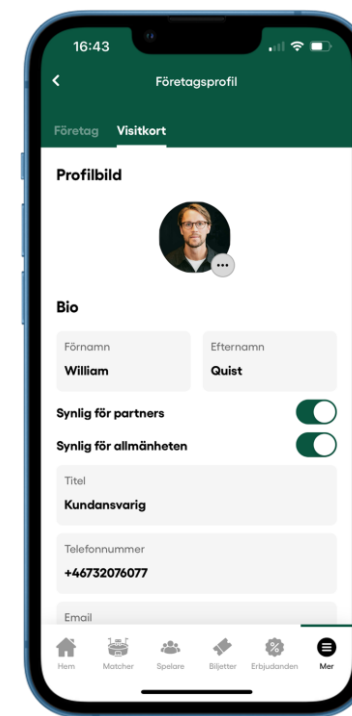 16:43
Företagsprofil
Företag Visitkort
Profilbild
Bio
Förnamn Efternamn
William Quist
Synlig för partners
Synlig för allmänheten
Titel
Kundansvarig
Telefonnummer
+46732076077
Email
Hem Matcher Spelare Biljetter Erbjudanden Mer